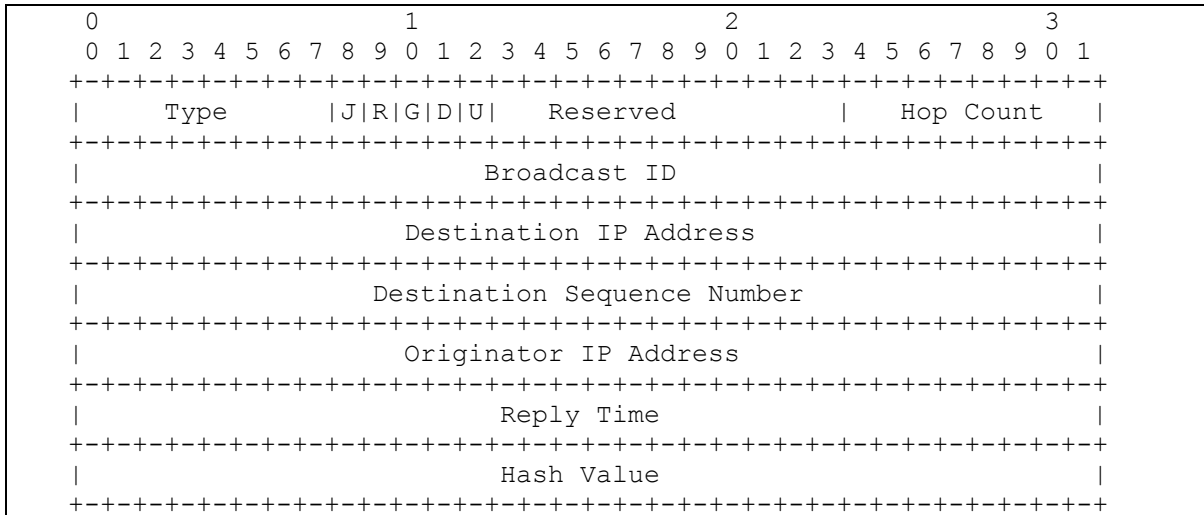 0                   1                   2                   3
0 1 2 3 4 5 6 7 8 9 0 1 2 3 4 5 6 7 8 9 0 1 2 3 4 5 6 7 8 9 0 1
+-+-+-+-+-+-+-+-+-+-+-+-+-+-+-+-+-+-+-+-+-+-+-+-+-+-+-+-+-+-+-+-+
|     Type      |J|R|G|D|U|   Reserved          |   Hop Count   |
+-+-+-+-+-+-+-+-+-+-+-+-+-+-+-+-+-+-+-+-+-+-+-+-+-+-+-+-+-+-+-+-+
|                         Broadcast ID                          |
+-+-+-+-+-+-+-+-+-+-+-+-+-+-+-+-+-+-+-+-+-+-+-+-+-+-+-+-+-+-+-+-+
|                    Destination IP Address                     |
+-+-+-+-+-+-+-+-+-+-+-+-+-+-+-+-+-+-+-+-+-+-+-+-+-+-+-+-+-+-+-+-+
|                  Destination Sequence Number                  |
+-+-+-+-+-+-+-+-+-+-+-+-+-+-+-+-+-+-+-+-+-+-+-+-+-+-+-+-+-+-+-+-+
|                    Originator IP Address                      |
+-+-+-+-+-+-+-+-+-+-+-+-+-+-+-+-+-+-+-+-+-+-+-+-+-+-+-+-+-+-+-+-+
|                          Reply Time                           |
+-+-+-+-+-+-+-+-+-+-+-+-+-+-+-+-+-+-+-+-+-+-+-+-+-+-+-+-+-+-+-+-+
|                          Hash Value                           |
+-+-+-+-+-+-+-+-+-+-+-+-+-+-+-+-+-+-+-+-+-+-+-+-+-+-+-+-+-+-+-+-+